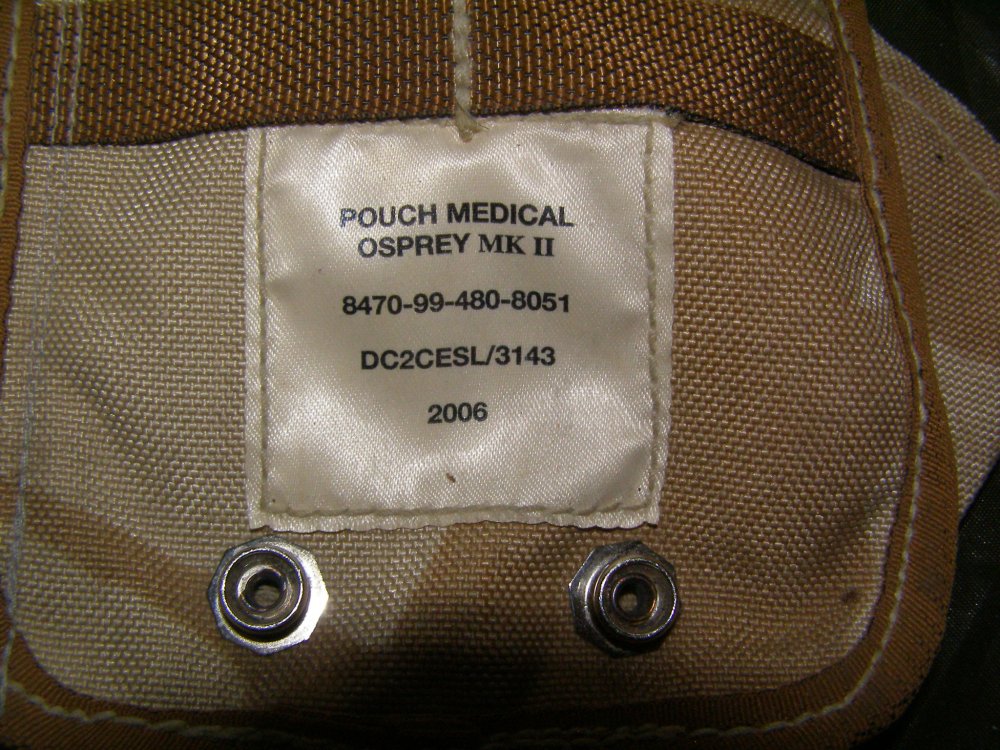 POUCH MEDICAL
OSPREY MK II
8470-99-480-8051
DC2CESL/3143
2006